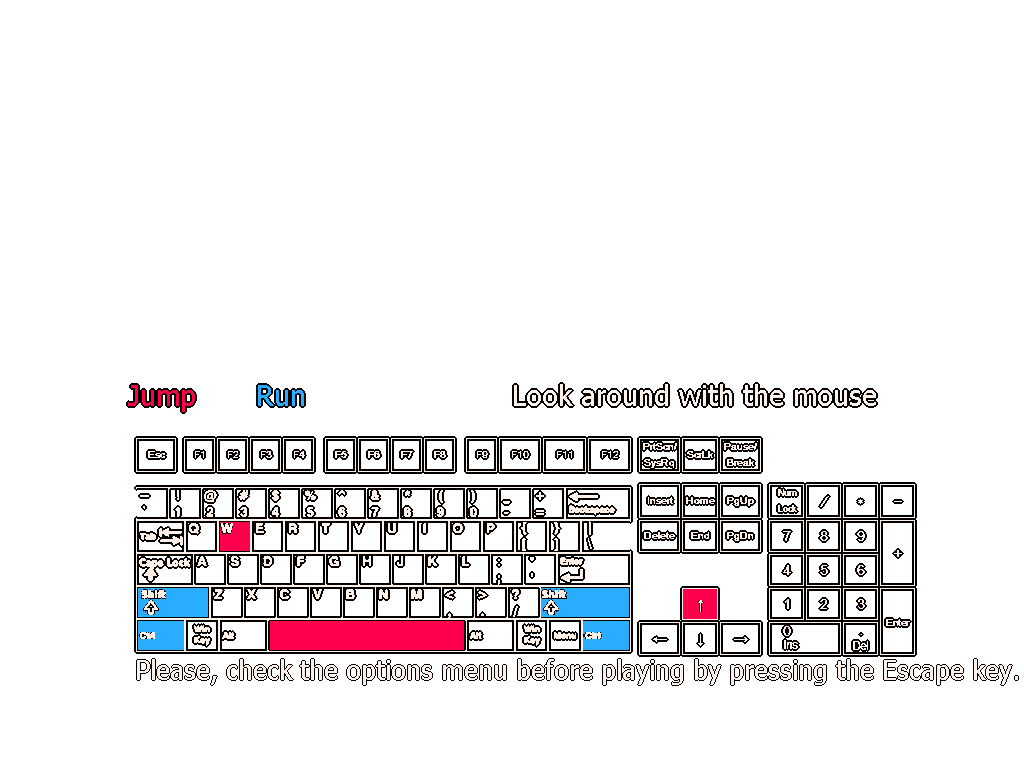 Jump Run Look around with the mouse
Esc F1 F2 F3 F4 F5 F6 F7 F8 F9 F10 F11 F12 PrtScn/ SysRq ScrLk Pause/ Break
~ ` ! 1 @ 2 # 3 $ 4 % 5 ^ 6 & 7 * 8 ( 9 ) 0 _ - + = Backspace Insert Home PgUp Num Lock / * -
Tab Q W E R T Y U I O P { [ } ] | \ Delete End PgDn 7 8 9 +
Caps Lock A S D F G H J K L : ; " ' Enter 4 5 6
Shift Z X C V B N M < , > . ? / Shift ↑ 1 2 3 Enter
Ctrl Win Key Alt Alt Win Key Menu Ctrl ← ↓ → 0 Ins . Del
Please, check the options menu before playing by pressing the Escape key.